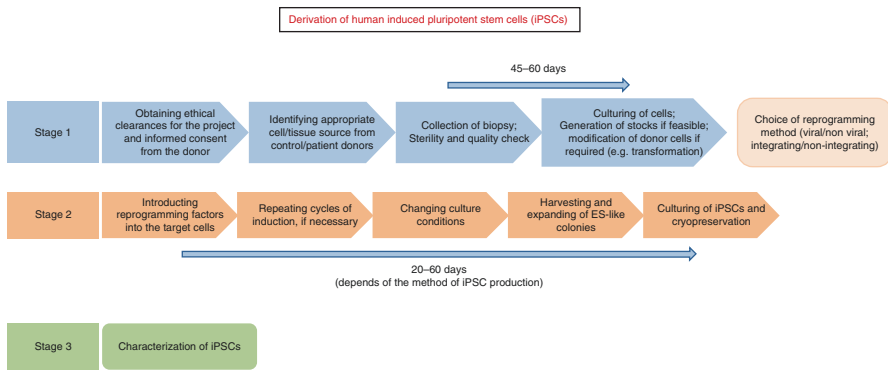 Derivation of human induced pluripotent stem cells (iPSCs)
45–60 days
Stage 1
Obtaining ethical
clearances for the project
and informed consent
from the donor
Identifying appropriate
cell/tissue source from
control/patient donors
Collection of biopsy;
Sterility and quality check
Culturing of cells;
Generation of stocks if feasible;
modification of donor cells if
required (e.g. transformation)
Choice of reprogramming
method (viral/non viral;
integrating/non-integrating)
Stage 2
Introducting
reprogramming factors
into the target cells
Repeating cycles of
induction, if necessary
Changing culture
conditions
Harvesting and
expanding of ES-like
colonies
Culturing of iPSCs and
cryopreservation
20–60 days
(depends of the method of iPSC production)
Stage 3
Characterization of iPSCs